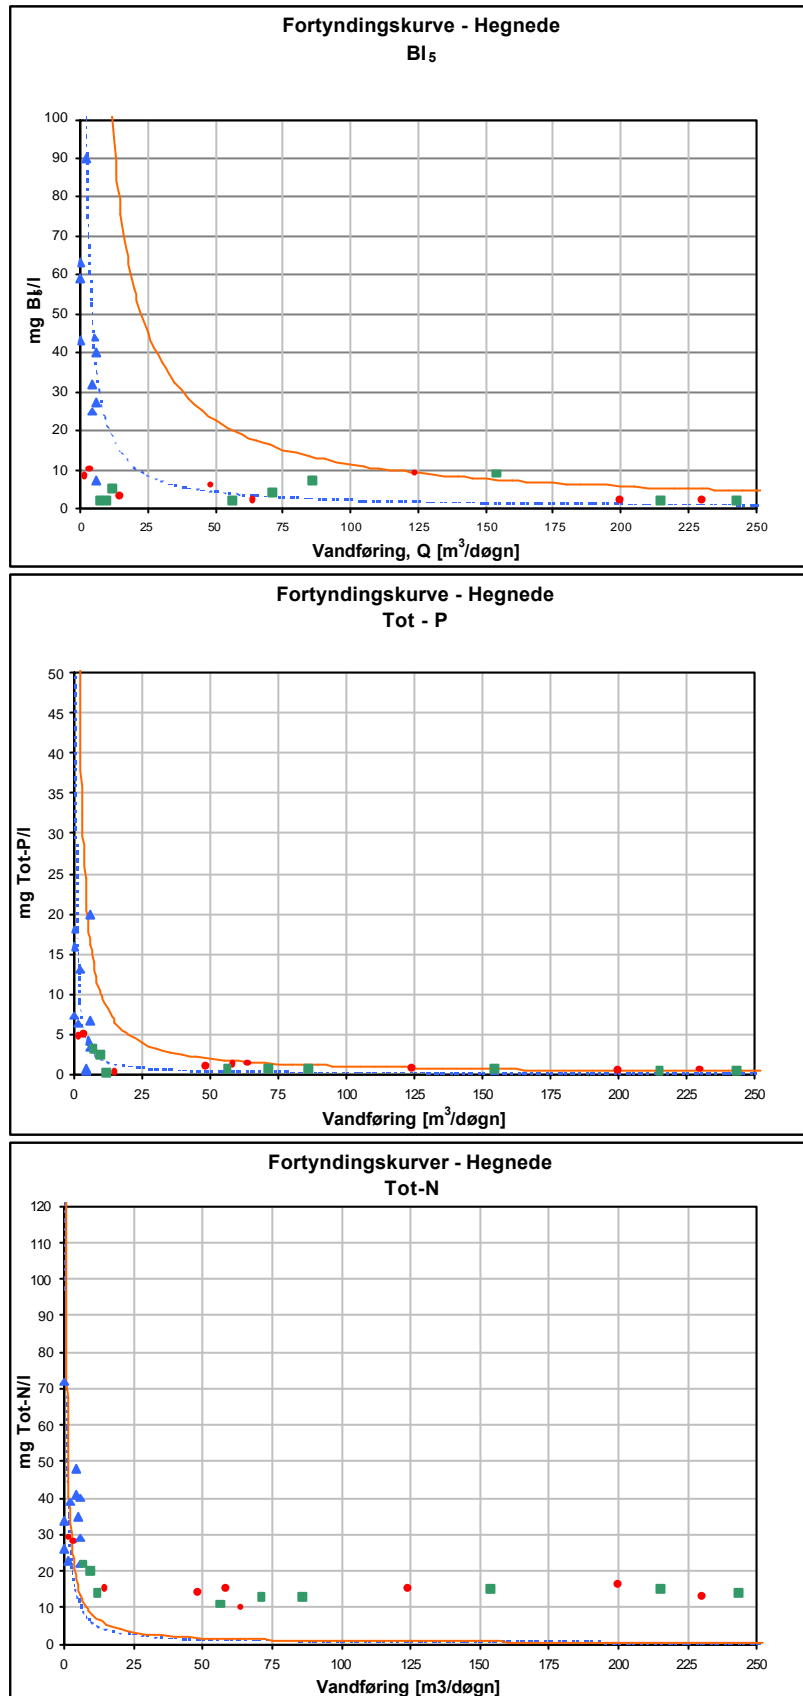 Fortyndingskurve - Hegnede
BI5
100
90
80
70
60
50
40
30
20
10
0
mg BI5/l
0 25 50 75 100 125 150 175 200 225 250
Vandføring, Q [m³/døgn]
Fortyndingskurve - Hegnede
Tot - P
50
45
40
35
30
25
20
15
10
5
0
mg Tot-P/l
0 25 50 75 100 125 150 175 200 225 250
Vandføring [m³/døgn]
Fortyndingskurver - Hegnede
Tot-N
120
110
100
90
80
70
60
50
40
30
20
10
0
mg Tot-N/l
0 25 50 75 100 125 150 175 200 225 250
Vandføring [m3/døgn]